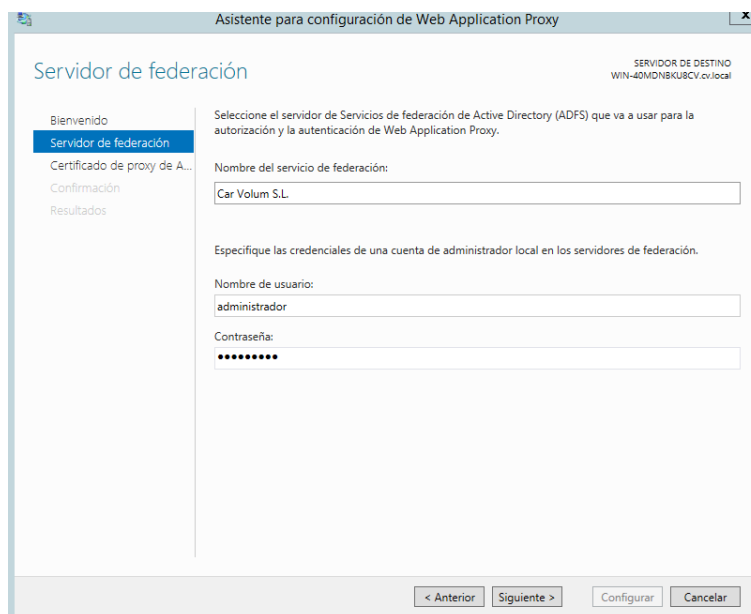 Asistente para configuración de Web Application Proxy
x
Servidor de federación
SERVIDOR DE DESTINO
WIN-40MDNBKU8CV.cv.local
Bienvenido
Servidor de federación
Certificado de proxy de A...
Confirmación
Resultados
Seleccione el servidor de Servicios de federación de Active Directory (ADFS) que va a usar para la
autorización y la autenticación de Web Application Proxy.
Nombre del servicio de federación:
Car Volum S.L.
Especifique las credenciales de una cuenta de administrador local en los servidores de federación.
Nombre de usuario:
administrador
Contraseña:
•••••••••
< Anterior
Siguiente >
Configurar
Cancelar